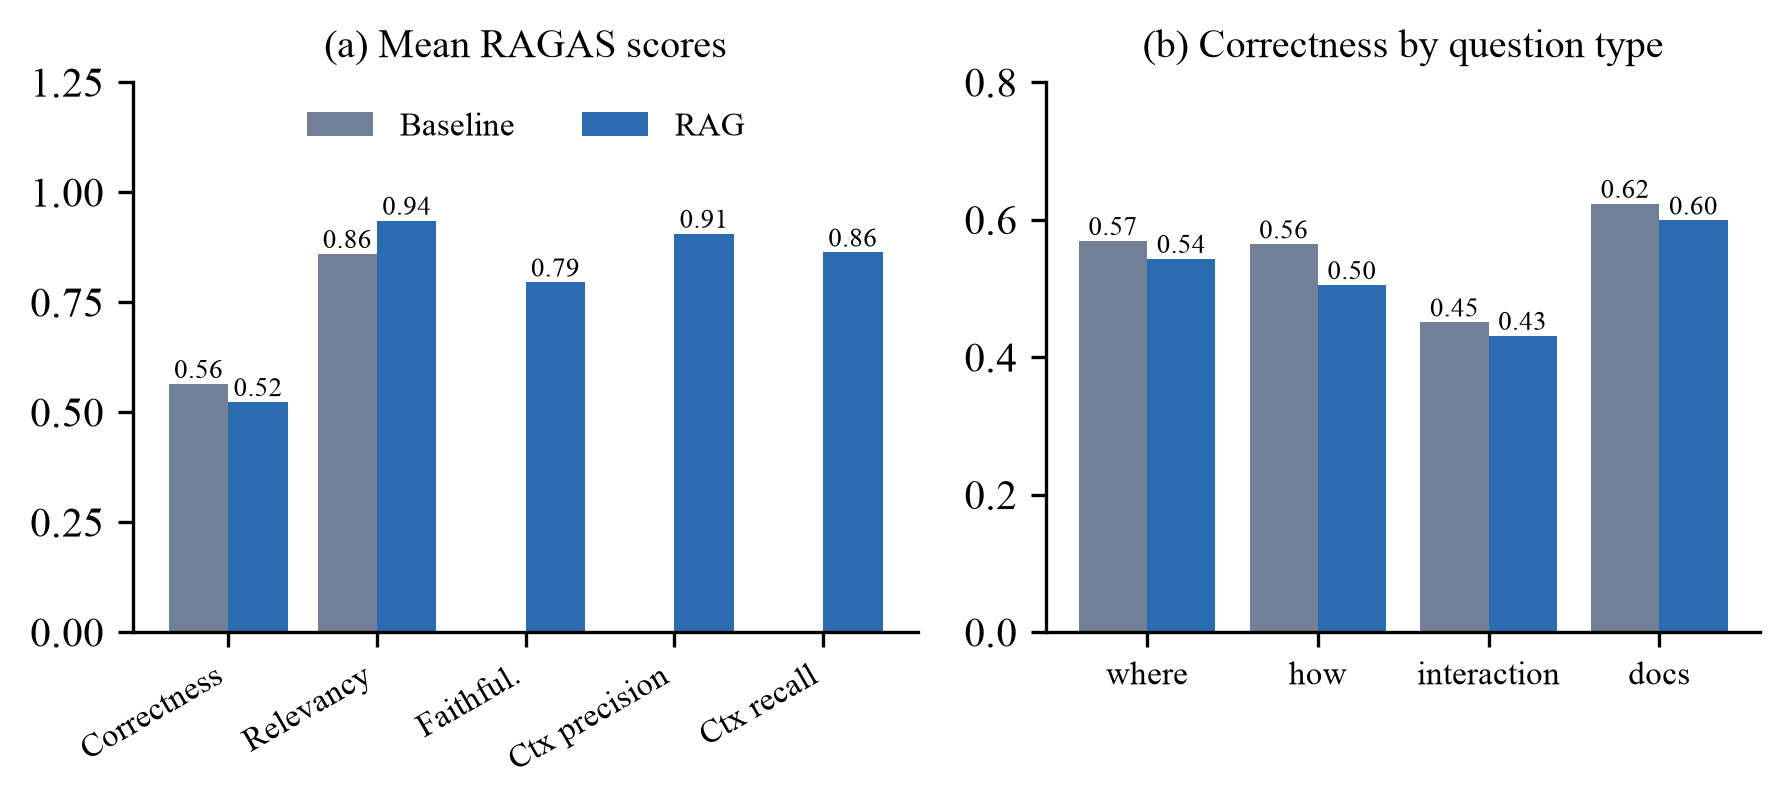 (a) Mean RAGAS scores
1.25
1.00
0.75
0.50
0.25
0.00
Baseline
RAG
0.56
0.52
0.86
0.94
0.79
0.91
0.86
Correctness
Relevancy
Faithful.
Ctx precision
Ctx recall
(b) Correctness by question type
0.8
0.6
0.4
0.2
0.0
0.57
0.54
0.56
0.50
0.45
0.43
0.62
0.60
where
how
interaction
docs